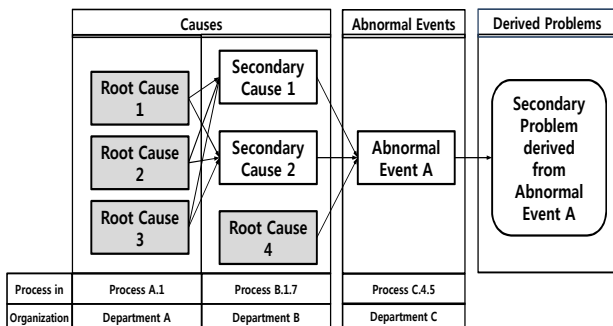 Causes
Abnormal Events
Derived Problems
Root Cause
1
Root Cause
2
Root Cause
3
Secondary
Cause 1
Secondary
Cause 2
Root Cause
4
Abnormal
Event A
Secondary
Problem
derived
from
Abnormal
Event A
Process in
Process A.1
Process B.1.7
Process C.4.5
Organization
Department A
Department B
Department C